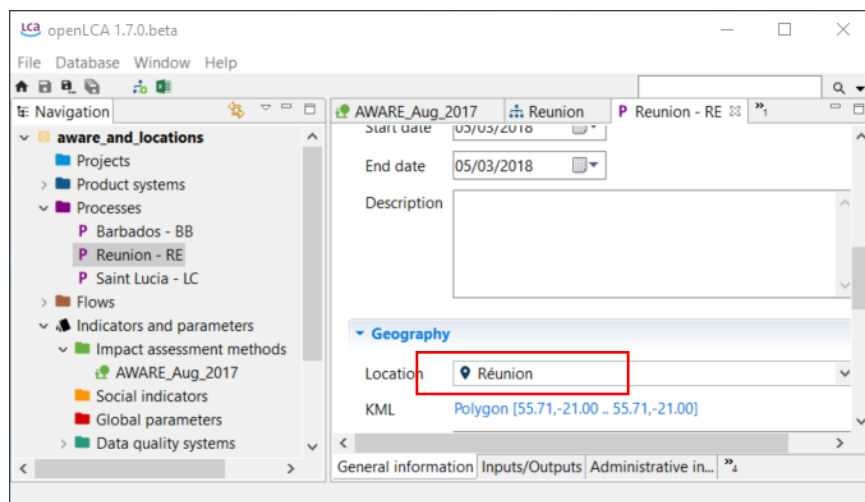 LCA openLCA 1.7.0.beta
File Database Window Help
Navigation
aware_and_locations
Projects
Product systems
Processes
P Barbados - BB
P Reunion - RE
P Saint Lucia - LC
Flows
Indicators and parameters
Impact assessment methods
AWARE_Aug_2017
Social indicators
Global parameters
Data quality systems
AWARE_Aug_2017 Reunion P Reunion - RE »1
Start date 05/03/2018
End date 05/03/2018
Description
Geography
Location Réunion
KML Polygon [55.71,-21.00 .. 55.71,-21.00]
General information Inputs/Outputs Administrative in... »4